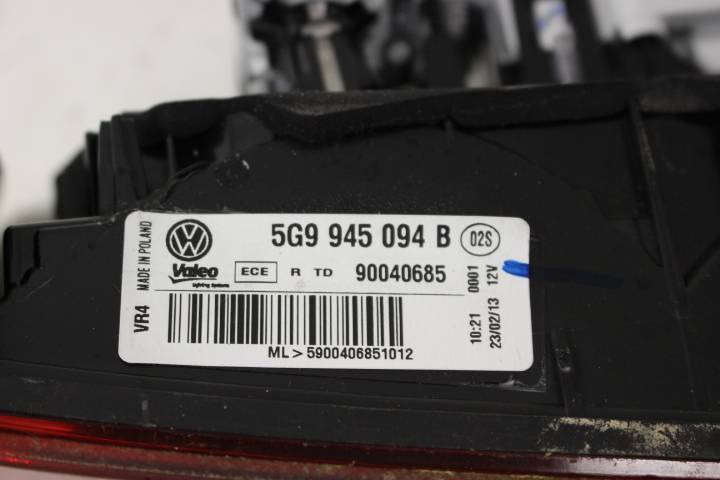 5G9 945 094 B 02S
Valeo ECE R TD 90040685
Lighting Systems
ML>5900406851012
MADE IN POLAND
VR4
10:21 0001
23/02/13 12V